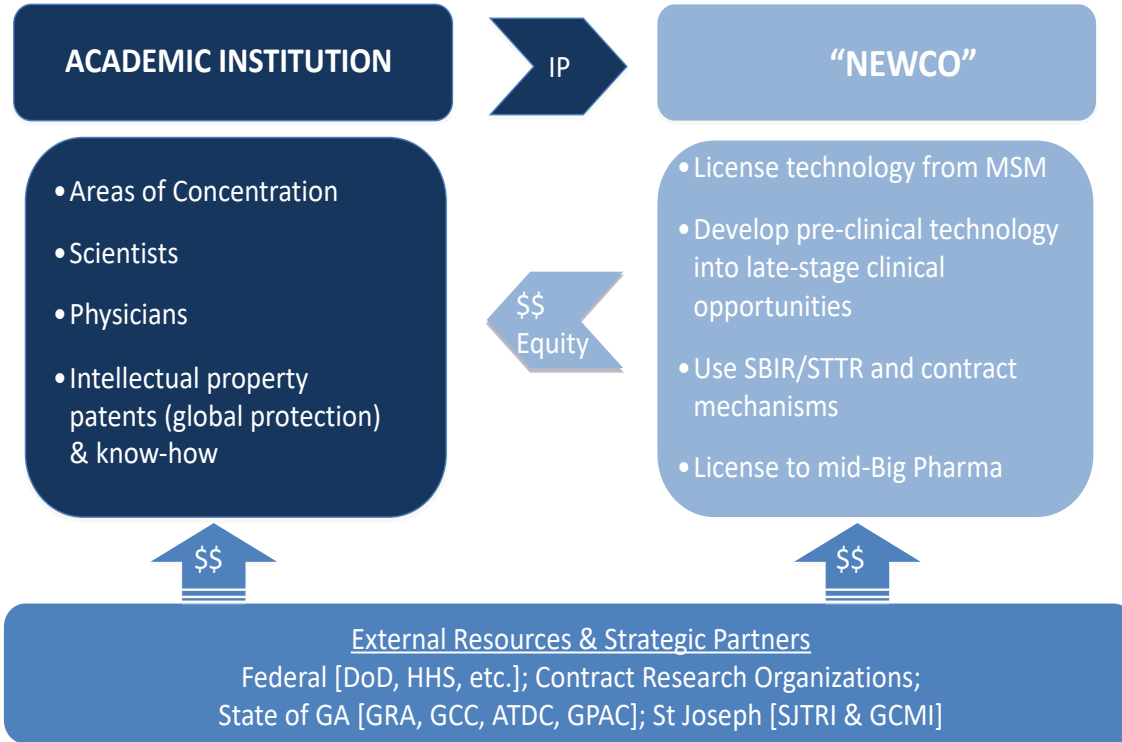 ACADEMIC INSTITUTION
IP
“NEWCO”
•Areas of Concentration
•Scientists
•Physicians
•Intellectual property
patents (global protection)
& know-how
$$
Equity
•License technology from MSM
•Develop pre-clinical technology
into late-stage clinical
opportunities
•Use SBIR/STTR and contract
mechanisms
•License to mid-Big Pharma
$$
$$
External Resources & Strategic Partners
Federal [DoD, HHS, etc.]; Contract Research Organizations;
State of GA [GRA, GCC, ATDC, GPAC]; St Joseph [SJTRI & GCMI]